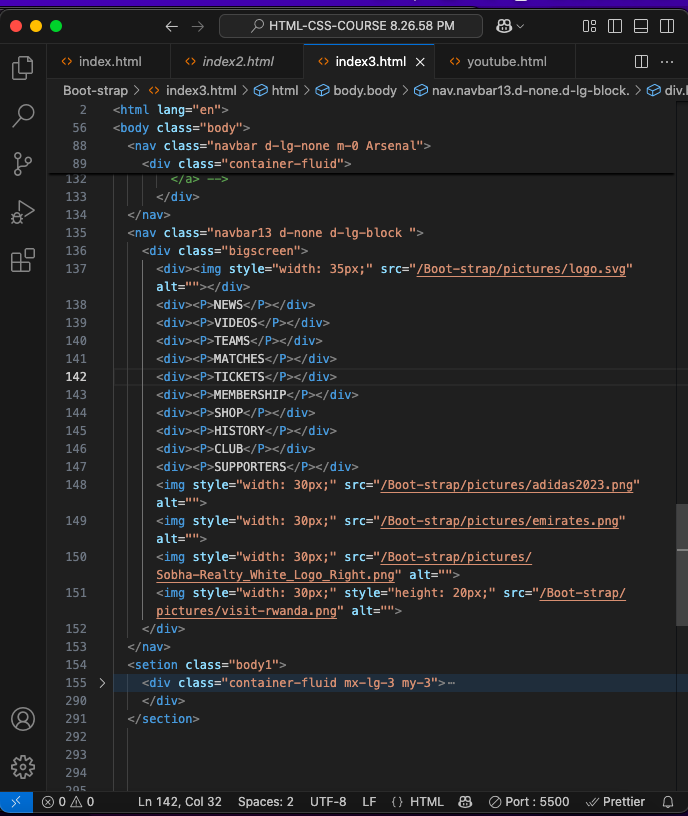 HTML-CSS-COURSE 8.26.58 PM
index.html index2.html index3.html youtube.html
Boot-strap > index3.html > html > body.body > nav.navbar13.d-none.d-lg-block. > div.b
2 <html lang="en">
56 <body class="body">
88 <nav class="navbar d-lg-none m-0 Arsenal">
89 <div class="container-fluid">
132 </a> -->
133 </div>
134 </nav>
135 <nav class="navbar13 d-none d-lg-block ">
136 <div class="bigscreen">
137 <div><img style="width: 35px;" src="/Boot-strap/pictures/logo.svg"
alt=""></div>
138 <div><P>NEWS</P></div>
139 <div><P>VIDEOS</P></div>
140 <div><P>TEAMS</P></div>
141 <div><P>MATCHES</P></div>
142 <div><P>TICKETS</P></div>
143 <div><P>MEMBERSHIP</P></div>
144 <div><P>SHOP</P></div>
145 <div><P>HISTORY</P></div>
146 <div><P>CLUB</P></div>
147 <div><P>SUPPORTERS</P></div>
148 <img style="width: 30px;" src="/Boot-strap/pictures/adidas2023.png"
alt="">
149 <img style="width: 30px;" src="/Boot-strap/pictures/emirates.png"
alt="">
150 <img style="width: 30px;" src="/Boot-strap/pictures/
Sobha-Realty_White_Logo_Right.png" alt="">
151 <img style="width: 30px;" style="height: 20px;" src="/Boot-strap/
pictures/visit-rwanda.png" alt="">
152 </div>
153 </nav>
154 <setion class="body1">
155 <div class="container-fluid mx-lg-3 my-3">⋯
290 </div>
291 </section>
292
293
294
295
0 0 Ln 142, Col 32 Spaces: 2 UTF-8 LF {} HTML Port : 5500 Prettier